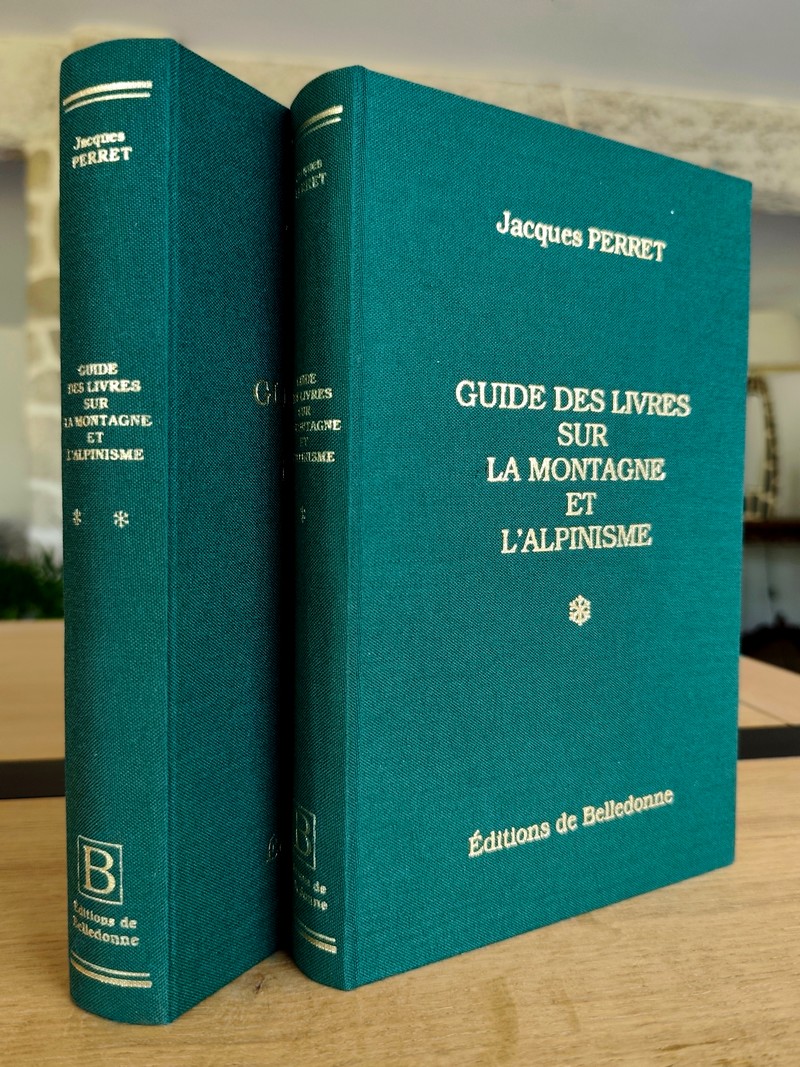 Jacques
PERRET
GUIDE
DES LIVRES
SUR
LA MONTAGNE
ET
L'ALPINISME
B
Éditions de
Belledonne
Jacques PERRET
GUIDE DES LIVRES
SUR
LA MONTAGNE
ET
L'ALPINISME
Éditions de Belledonne